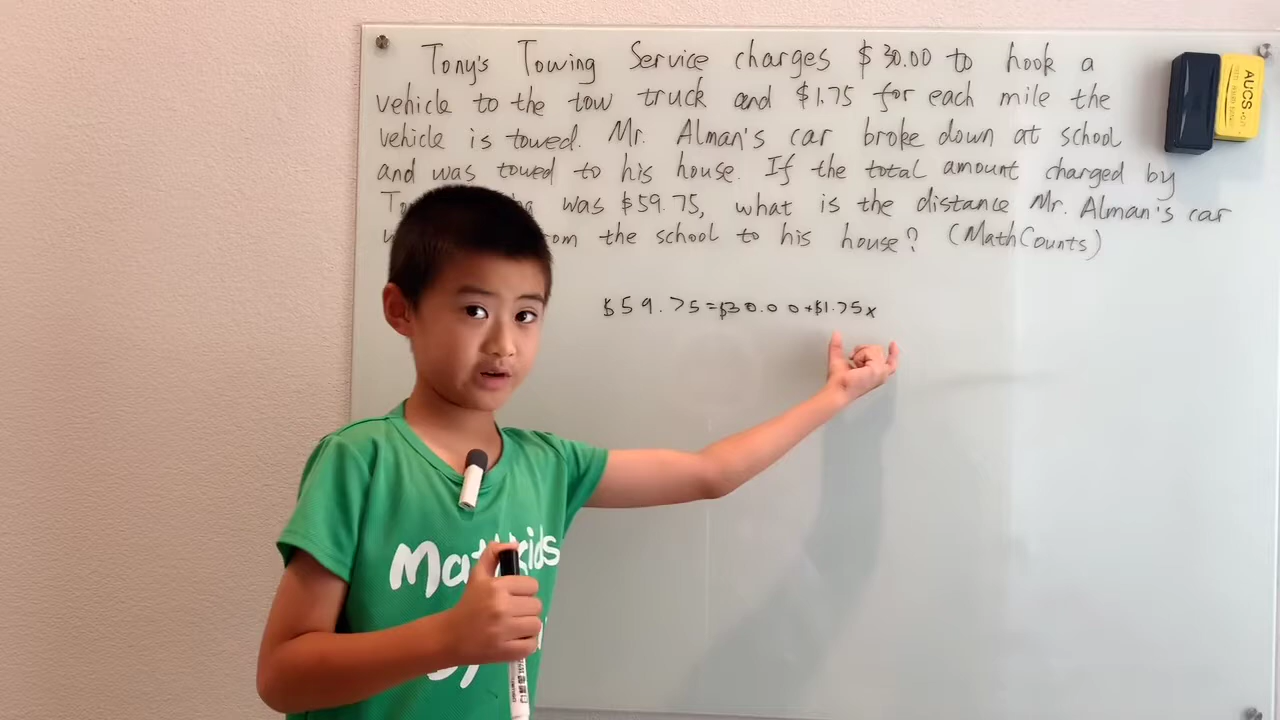 Tony's Towing Service charges $30.00 to hook a
vehicle to the tow truck and $1.75 for each mile the
vehicle is towed. Mr. Alman's car broke down at school
and was towed to his house. If the total amount charged by
was $59.75, what is the distance Mr. Alman's car
the school to his house? (MathCounts)
$59.75=$30.00+$1.75x
AUCS